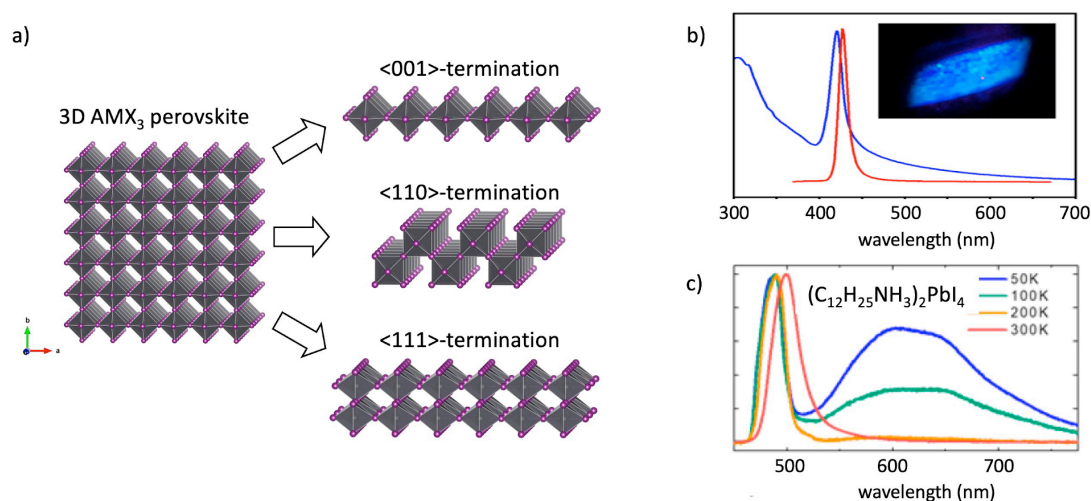 a)
3D AMX₃ perovskite
<001>-termination
<110>-termination
<111>-termination
b
a
b)
300 400 500 600 700
wavelength (nm)
c)
(C₁₂H₂₅NH₃)₂PbI₄
50K
100K
200K
300K
500 600 700
wavelength (nm)